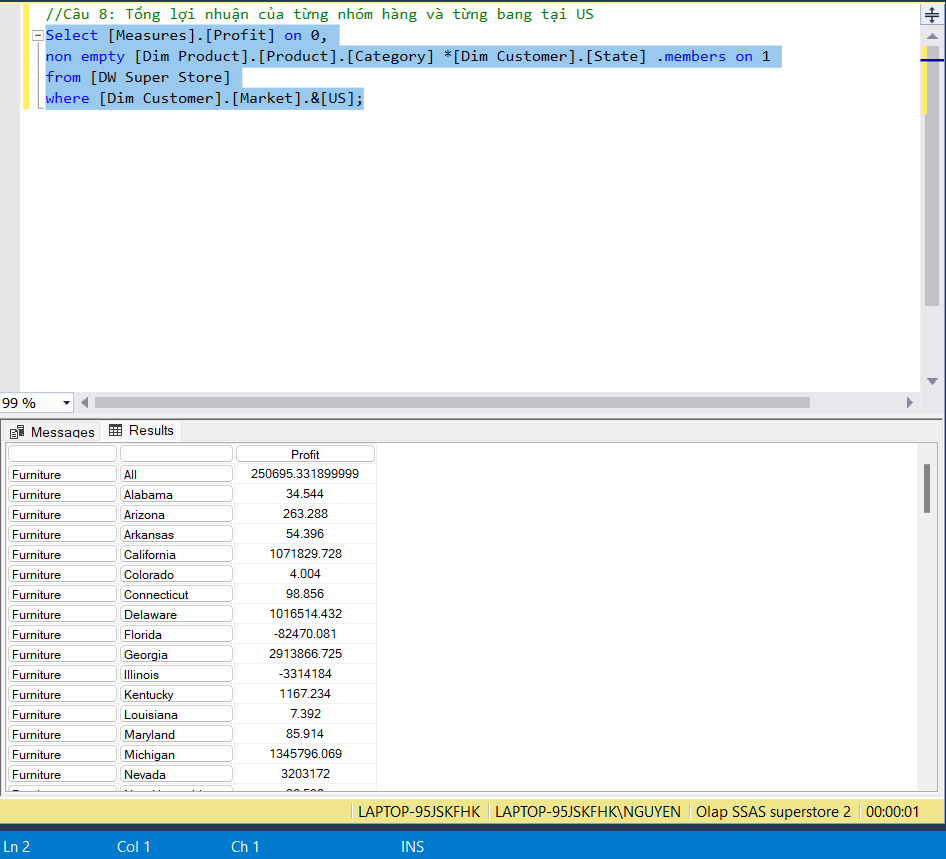 //Câu 8: Tổng lợi nhuận của từng nhóm hàng và từng bang tại US
Select [Measures].[Profit] on 0,
non empty [Dim Product].[Product].[Category] *[Dim Customer].[State] .members on 1
from [DW Super Store]
where [Dim Customer].[Market].&[US];
99 %
Messages Results
Profit
Furniture All 250695.331899999
Furniture Alabama 34.544
Furniture Arizona 263.288
Furniture Arkansas 54.396
Furniture California 1071829.728
Furniture Colorado 4.004
Furniture Connecticut 98.856
Furniture Delaware 1016514.432
Furniture Florida -82470.081
Furniture Georgia 2913866.725
Furniture Illinois -3314184
Furniture Kentucky 1167.234
Furniture Louisiana 7.392
Furniture Maryland 85.914
Furniture Michigan 1345796.069
Furniture Nevada 3203172
LAPTOP-95JSKFHK LAPTOP-95JSKFHK\NGUYEN Olap SSAS superstore 2 00:00:01
Ln 2 Col 1 Ch 1 INS